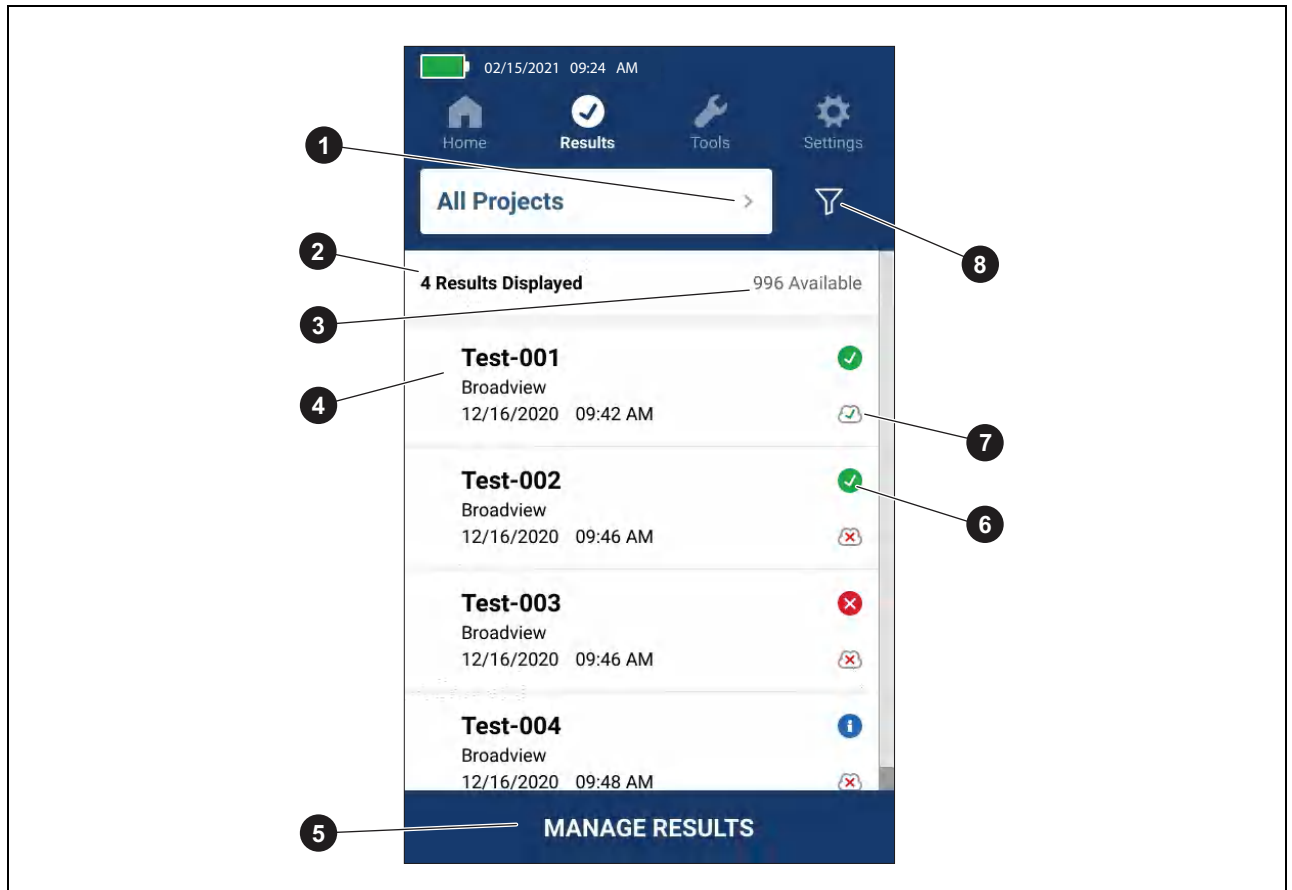 02/15/2021 09:24 AM
Home Results Tools Settings
1
All Projects >
8
2
4 Results Displayed 996 Available
3
Test-001
Broadview
4
12/16/2020 09:42 AM
7
Test-002
Broadview
6
12/16/2020 09:46 AM
Test-003
Broadview
12/16/2020 09:46 AM
Test-004
Broadview
12/16/2020 09:48 AM
5
MANAGE RESULTS